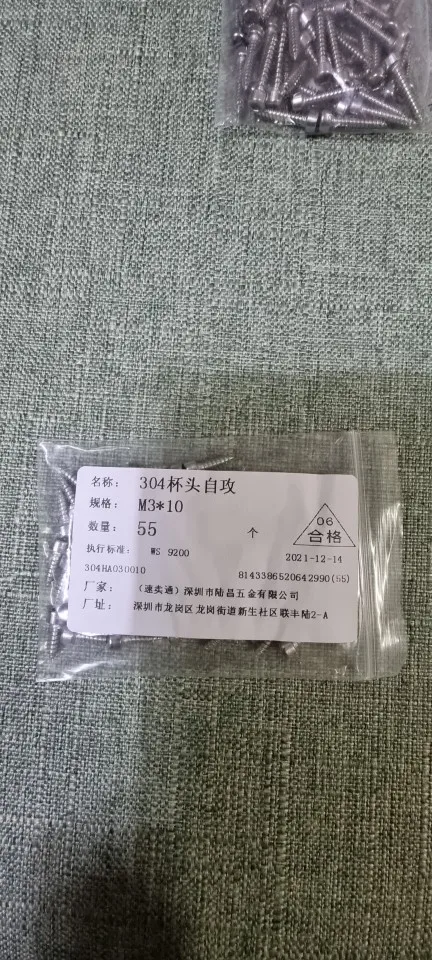 名称： 304杯头自攻
规格： M3*10
数量： 55 个
06
合格
执行标准： WS 9200
2021-12-14
304HA030010
8143386520642990(55)
厂家： （速卖通）深圳市陆昌五金有限公司
厂址： 深圳市龙岗区龙岗街道新生社区联丰陆2-A